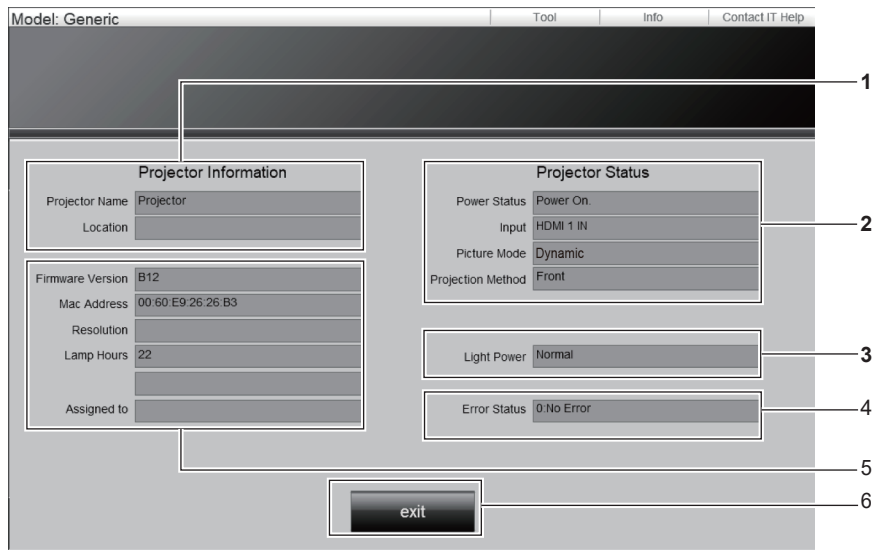 Model: Generic
Tool
Info
Contact IT Help
1
Projector Information
Projector Name
Projector
Location
Projector Status
Power Status
Power On.
Input
HDMI 1 IN
2
Picture Mode
Dynamic
Projection Method
Front
Firmware Version
B12
Mac Address
00:60:E9:26:26:B3
Resolution
Lamp Hours
22
Assigned to
Light Power
Normal
3
Error Status
0:No Error
4
5
exit
6